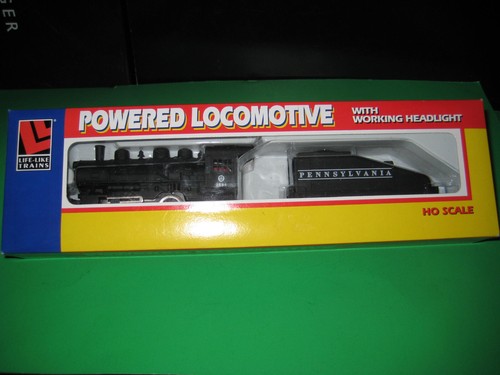 POWERED LOCOMOTIVE
WITH
WORKING HEADLIGHT
LIFE-LIKE
TRAINS
PENNSYLVANIA
HO SCALE